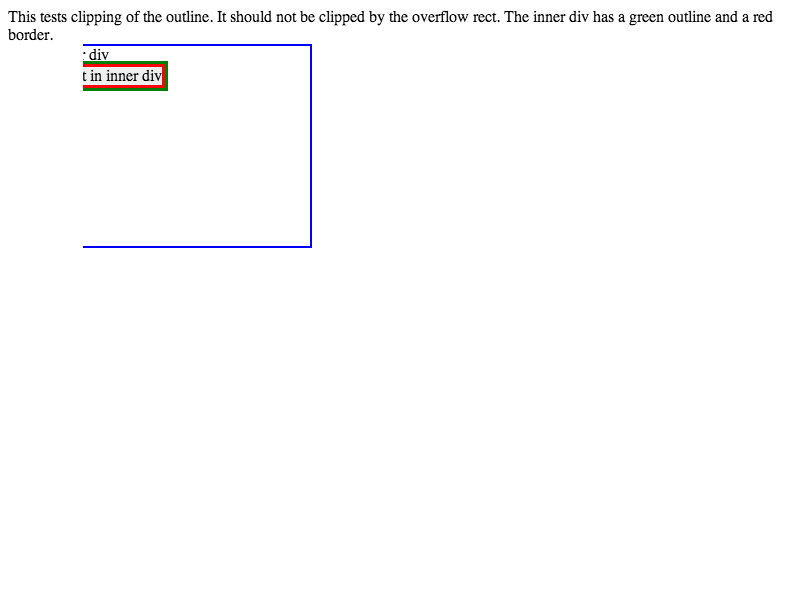 This tests clipping of the outline. It should not be clipped by the overflow rect. The inner div has a green outline and a red
border.
div
t in inner div